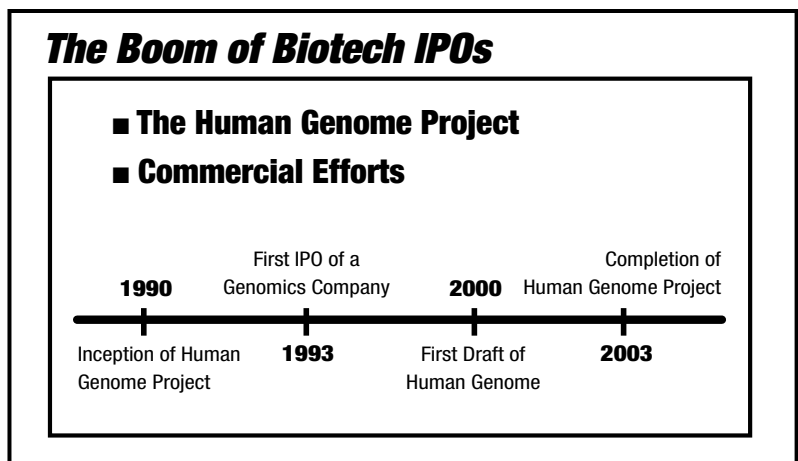 The Boom of Biotech IPOs
■ The Human Genome Project
■ Commercial Efforts
1990
Inception of Human
Genome Project
First IPO of a
Genomics Company
1993
2000
First Draft of
Human Genome
Completion of
Human Genome Project
2003